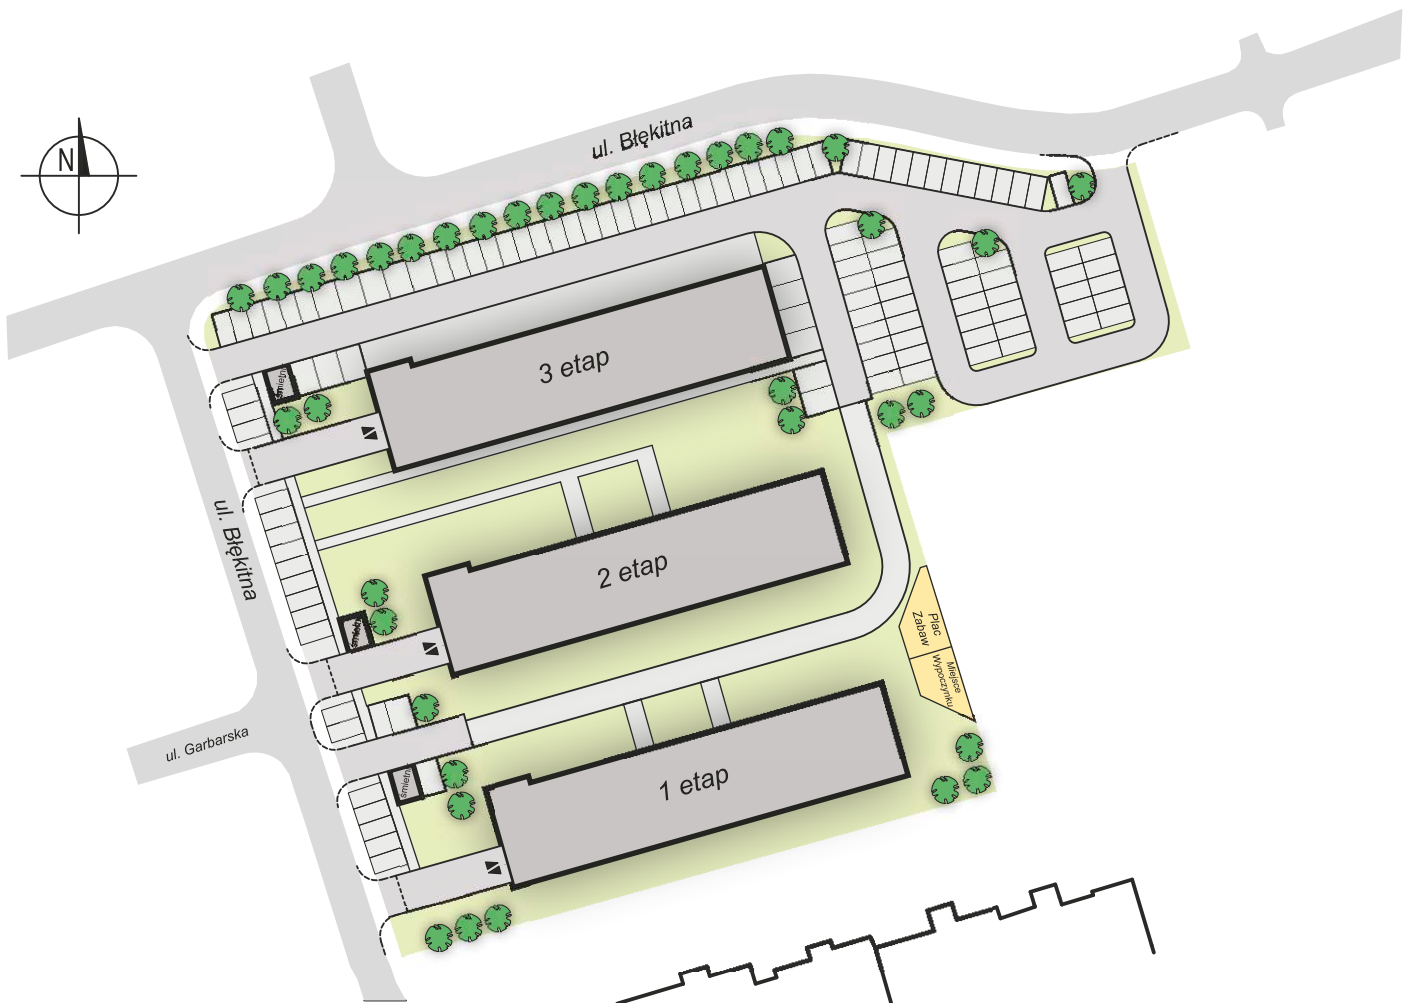 ul. Błękitna
N
3 etap
śmietn
ul. Błękitna
2 etap
śmietn
Plac
Zabaw
Miejsce
Wypoczynku
ul. Garbarska
śmietn
1 etap